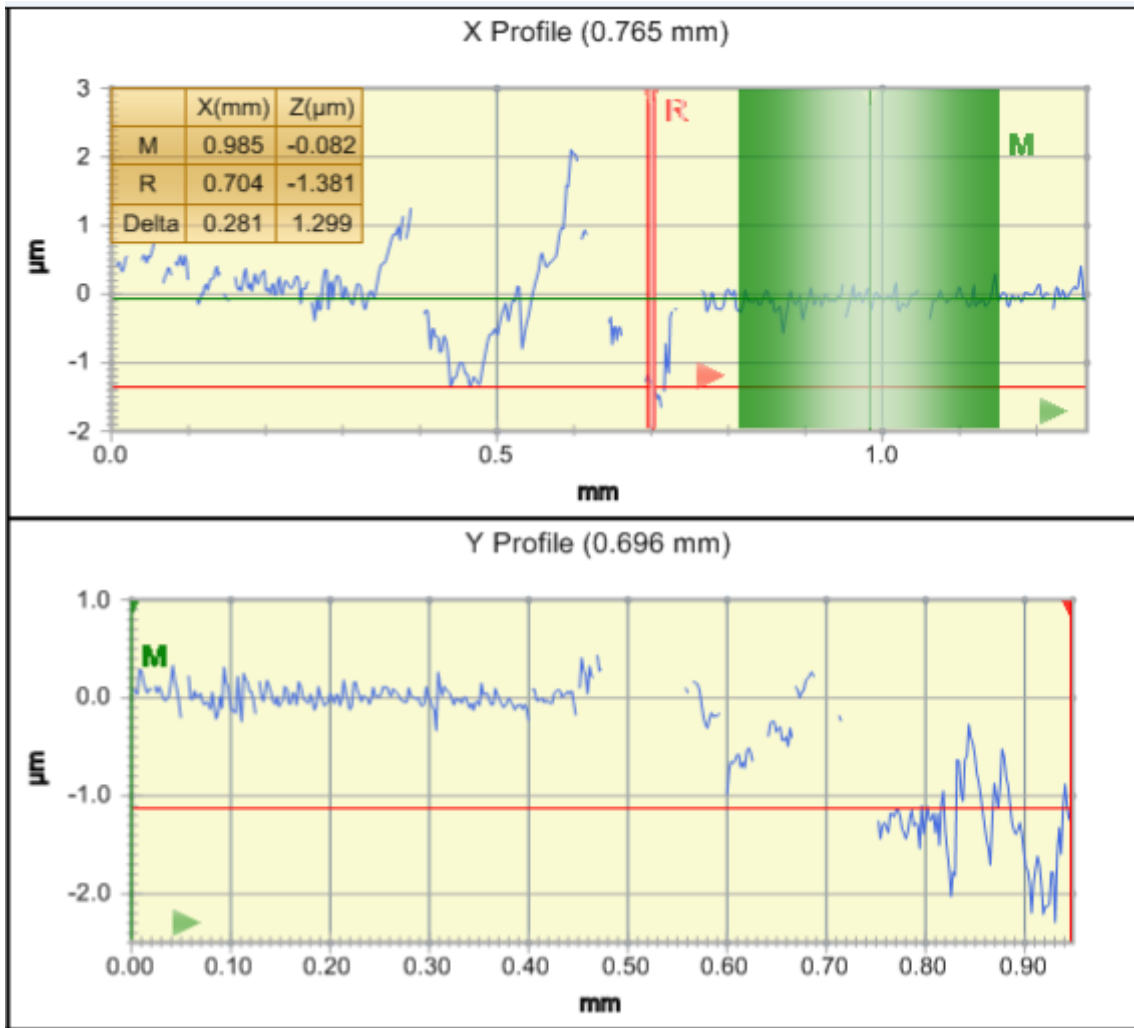 X Profile (0.765 mm)
3
X(mm) Z(µm)
M 0.985 -0.082
R 0.704 -1.381
Delta 0.281 1.299
R
M
2
1
0
-1
-2
µm
0.0 0.5 1.0
mm
Y Profile (0.696 mm)
1.0
M
0.0
-1.0
-2.0
µm
0.00 0.10 0.20 0.30 0.40 0.50 0.60 0.70 0.80 0.90
mm